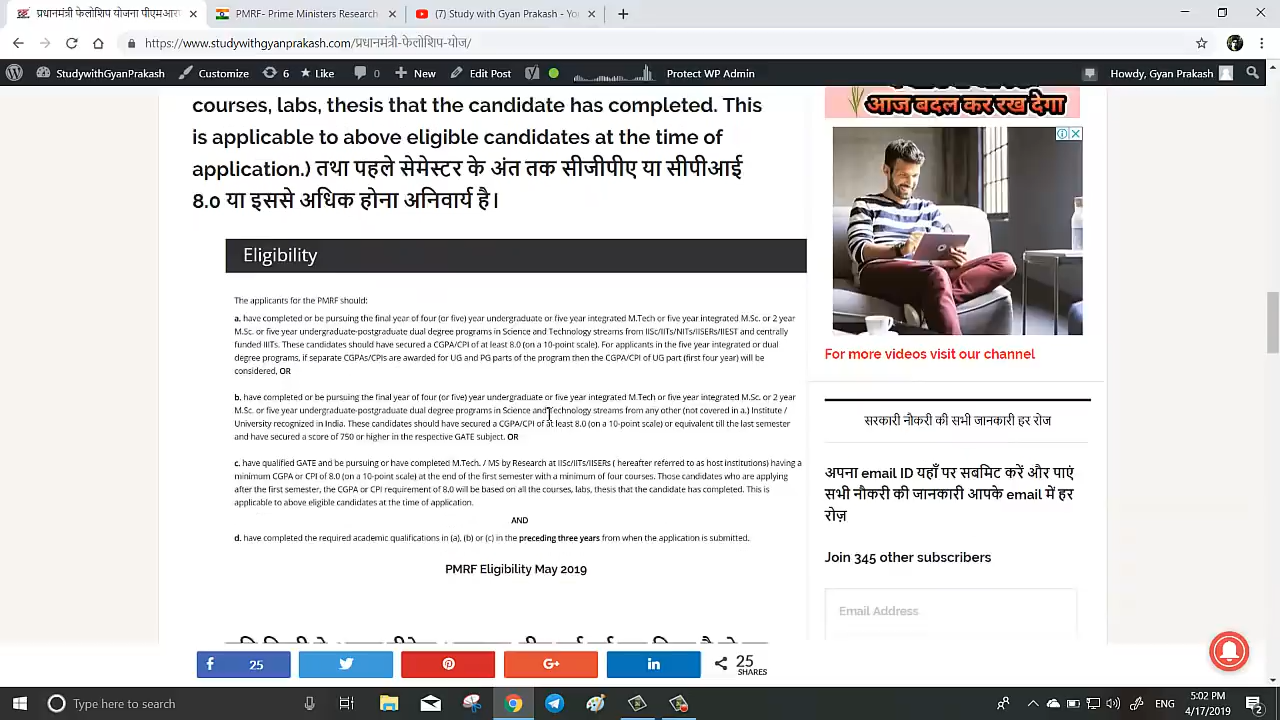 प्रधानमंत्री फेलोशिप योजना पीएमआर
PMRF - Prime Ministers Research
(7) Study with Gyan Prakash - Yo
https://www.studywithgyanprakash.com/प्रधानमंत्री-फेलोशिप-योज/
StudywithGyanPrakash
Customize
6
Like
0
New
Edit Post
Protect WP Admin
Howdy, Gyan Prakash
courses, labs, thesis that the candidate has completed. This
is applicable to above eligible candidates at the time of
application.) तथा पहले सेमेस्टर के अंत तक सीजीपीए या सीपीआई
8.0 या इससे अधिक होना अनिवार्य है।
Eligibility
The applicants for the PMRF should:
a. have completed or be pursuing the final year of four (or five) year undergraduate or five year integrated M.Tech or five year integrated M.Sc. or 2 year
M.Sc. or five year undergraduate-postgraduate dual degree programs in Science and Technology streams from IISc/IITs/NITs/IISERs/IIEST and centrally
funded IIITs. These candidates should have secured a CGPA/CPI of at least 8.0 (on a 10-point scale). For applicants in the five year integrated or dual
degree programs, if separate CGPAs/CPIs are awarded for UG and PG parts of the program then the CGPA/CPI of UG part (first four year) will be
considered, OR
b. have completed or be pursuing the final year of four (or five) year undergraduate or five year integrated M.Tech or five year integrated M.Sc. or 2 year
M.Sc. or five year undergraduate-postgraduate dual degree programs in Science and Technology streams from any other (not covered in a.) Institute /
University recognized in India. These candidates should have secured a CGPA/CPI of at least 8.0 (on a 10-point scale) or equivalent till the last semester
and have secured a score of 750 or higher in the respective GATE subject. OR
c. have qualified GATE and be pursuing or have completed M.Tech. / MS by Research at IISc/IITs/IISERs ( hereafter referred to as host institutions) having a
minimum CGPA or CPI of 8.0 (on a 10-point scale) at the end of the first semester with a minimum of four courses. Those candidates who are applying
after the first semester, the CGPA or CPI requirement of 8.0 will be based on all the courses, labs, thesis that the candidate has completed. This is
applicable to above eligible candidates at the time of application.
AND
d. have completed the required academic qualifications in (a), (b) or (c) in the preceding three years from when the application is submitted.
PMRF Eligibility May 2019
आज बदल कर रख देगा
For more videos visit our channel
सरकारी नौकरी की सभी जानकारी हर रोज
अपना email ID यहाँ पर सबमिट करें और पाएं
सभी नौकरी की जानकारी आपके email में हर
रोज़
Join 345 other subscribers
Email Address
25
25
SHARES
Type here to search
ENG
5:02 PM
4/17/2019
2